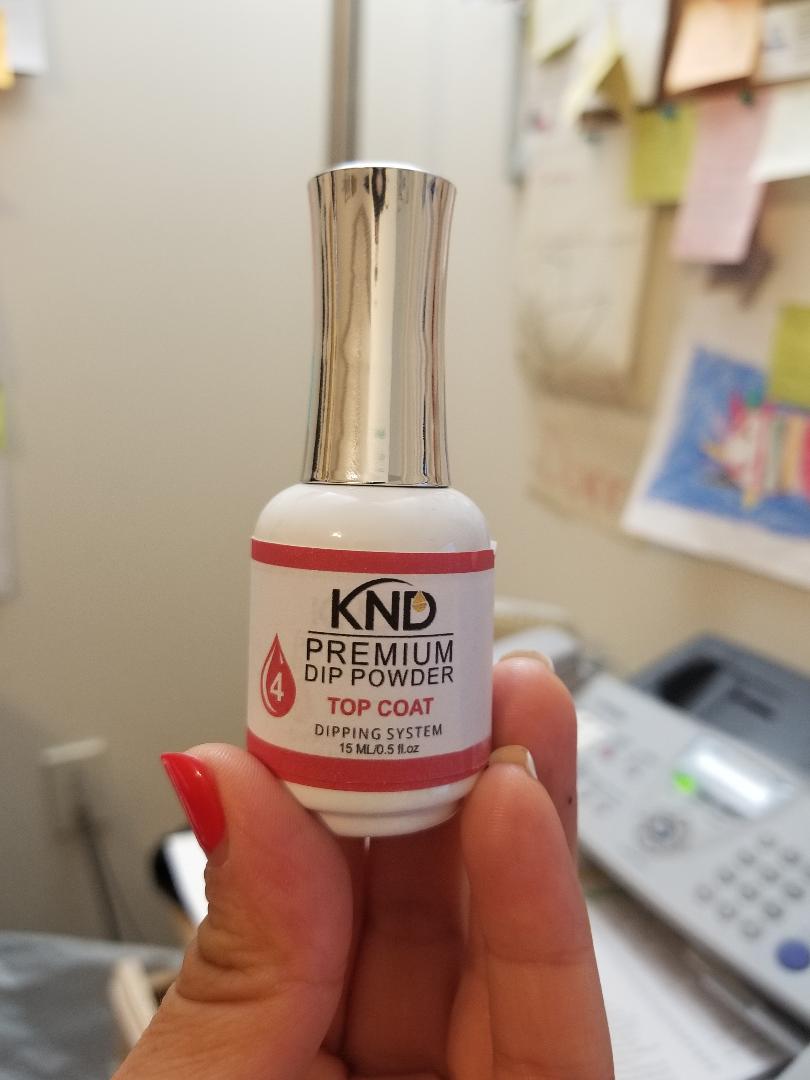 KND
PREMIUM
DIP POWDER
4
TOP COAT
DIPPING SYSTEM
15 ML/0.5 fl.oz